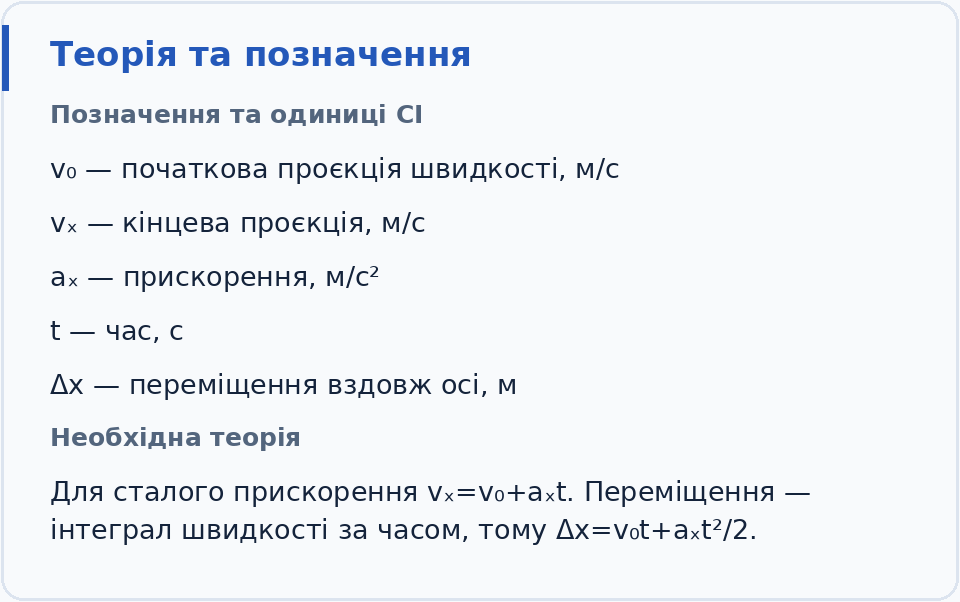 Теорія та позначення
Позначення та одиниці СІ
v₀ — початкова проєкція швидкості, м/с
vₓ — кінцева проєкція, м/с
aₓ — прискорення, м/с²
t — час, с
Δx — переміщення вздовж осі, м
Необхідна теорія
Для сталого прискорення vₓ=v₀+aₓt. Переміщення —
інтеграл швидкості за часом, тому Δx=v₀t+aₓt²/2.